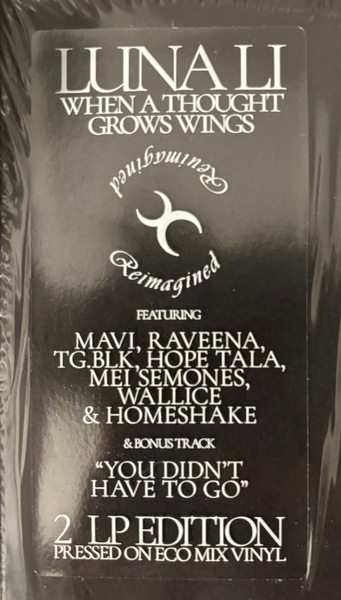 LUNA LI
WHEN A THOUGHT
GROWS WINGS
Reimagined
Reimagined
FEATURING
MAVI, RAVEENA,
TG.BLK, HOPE TALA,
MEI SEMONES,
WALLICE
& HOMESHAKE
& BONUS TRACK
“YOU DIDN'T
HAVE TO GO”
2 LP EDITION
PRESSED ON ECO MIX VINYL